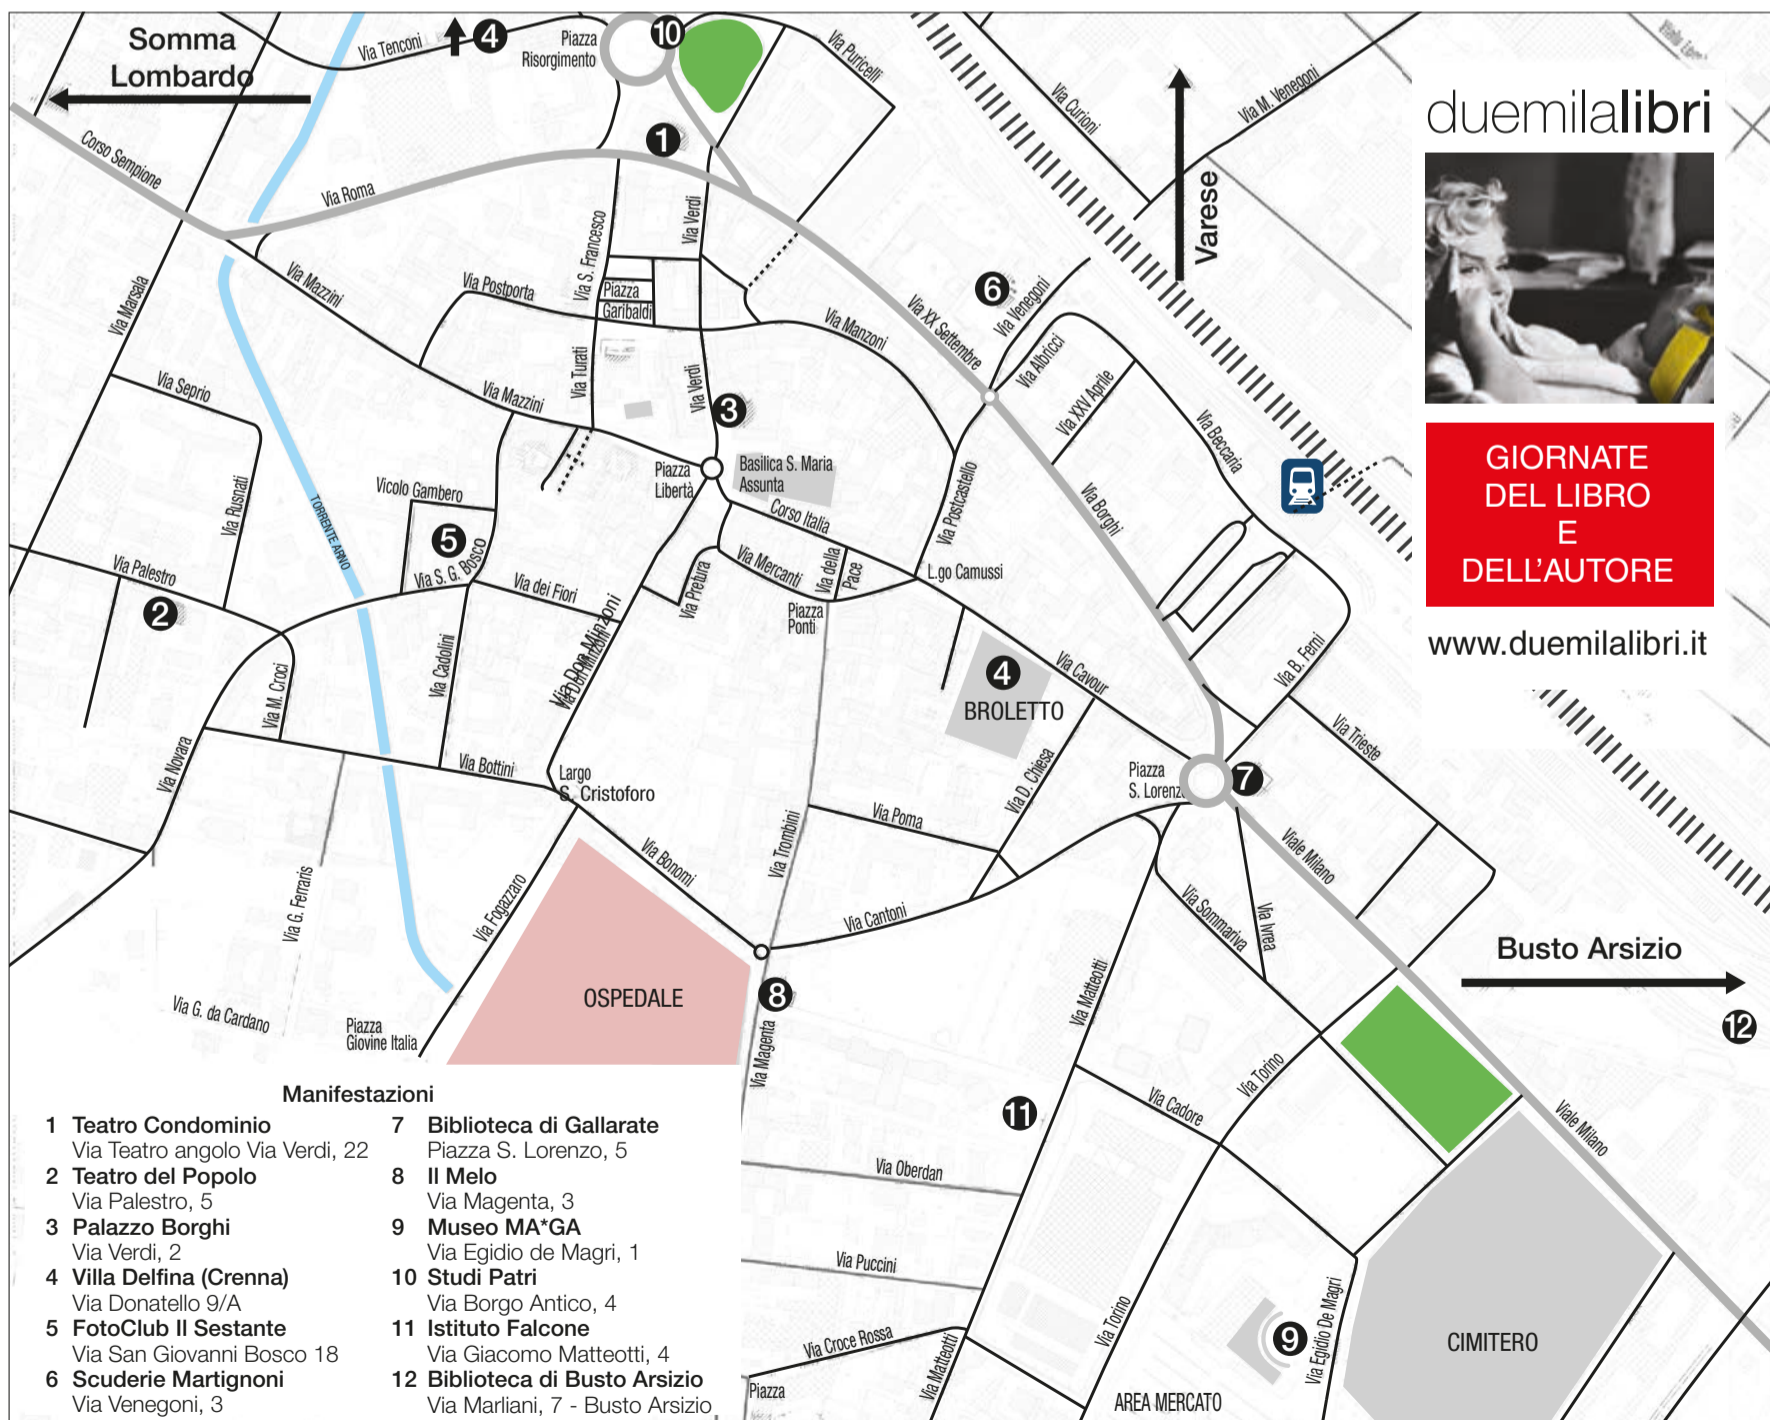 Somma
Lombardo
Via Tenconi
4
Piazza
Risorgimento
10
Via Puricelli
Via Curioni
Via M. Venegoni
Varese
duemilalibri
GIORNATE
DEL LIBRO
E
DELL'AUTORE
www.duemilalibri.it
Corso Sempione
Via Roma
1
Via S. Francesco
Via Verdi
Via Marsala
Via Mazzini
Via Postporta
Piazza
Garibaldi
Via Manzoni
Via XX Settembre
6
Via Venegoni
Via Albricci
Via XXV Aprile
Via Beccaria
Via Seprio
Via Mazzini
Via Turati
Via Verdi
3
Piazza
Libertà
Basilica S. Maria
Assunta
Corso Italia
Via Postcastello
Via Borghi
Via Rusnati
TORRENTE ARNO
Vicolo Gambero
5
Via S. G. Bosco
Via dei Fiori
Via Pretura
Via Mercanti
Via della
Pace
L.go Camussi
Piazza
Ponti
Via Palestro
2
Via M. Croci
Via Cadolini
Via Don Minzoni
Via Don Minzoni
4
BROLETTO
Via Cavour
Via B. Ferni
Via Trieste
Via Novara
Via Bottini
Largo
S. Cristoforo
Via D. Chiesa
Piazza
S. Lorenzo
7
Via Poma
Via Trombini
Via Bonomi
Via Cantoni
Viale Milano
Via Sommariva
Via Ivrea
Via G. Ferraris
Via Fogazzaro
OSPEDALE
8
Via Magenta
Via Matteotti
Busto Arsizio
12
Via G. da Cardano
Piazza
Giovine Italia
11
Via Cadore
Via Torino
Viale Milano
Via Oberdan
Via Puccini
Via Croce Rossa
Via Matteotti
Via Torino
Piazza
9
Via Egidio De Magri
CIMITERO
AREA MERCATO
Manifestazioni
1 Teatro Condominio
Via Teatro angolo Via Verdi, 22
2 Teatro del Popolo
Via Palestro, 5
3 Palazzo Borghi
Via Verdi, 2
4 Villa Delfina (Crenna)
Via Donatello 9/A
5 FotoClub Il Sestante
Via San Giovanni Bosco 18
6 Scuderie Martignoni
Via Venegoni, 3
7 Biblioteca di Gallarate
Piazza S. Lorenzo, 5
8 Il Melo
Via Magenta, 3
9 Museo MA*GA
Via Egidio de Magri, 1
10 Studi Patri
Via Borgo Antico, 4
11 Istituto Falcone
Via Giacomo Matteotti, 4
12 Biblioteca di Busto Arsizio
Via Marliani, 7 - Busto Arsizio